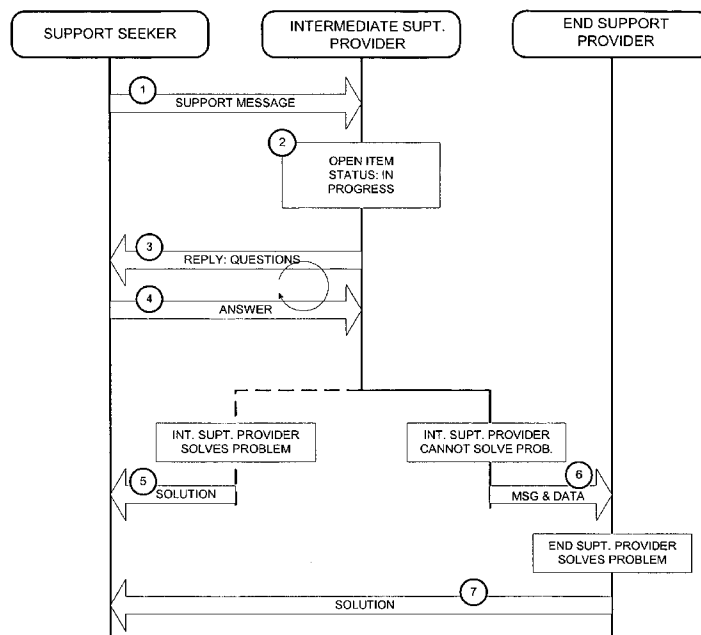 SUPPORT SEEKER
INTERMEDIATE SUPT.
PROVIDER
END SUPPORT
PROVIDER
1
SUPPORT MESSAGE
2
OPEN ITEM
STATUS: IN
PROGRESS
3
REPLY: QUESTIONS
4
ANSWER
INT. SUPT. PROVIDER
SOLVES PROBLEM
INT. SUPT. PROVIDER
CANNOT SOLVE PROB.
5
SOLUTION
6
MSG & DATA
END SUPT. PROVIDER
SOLVES PROBLEM
7
SOLUTION